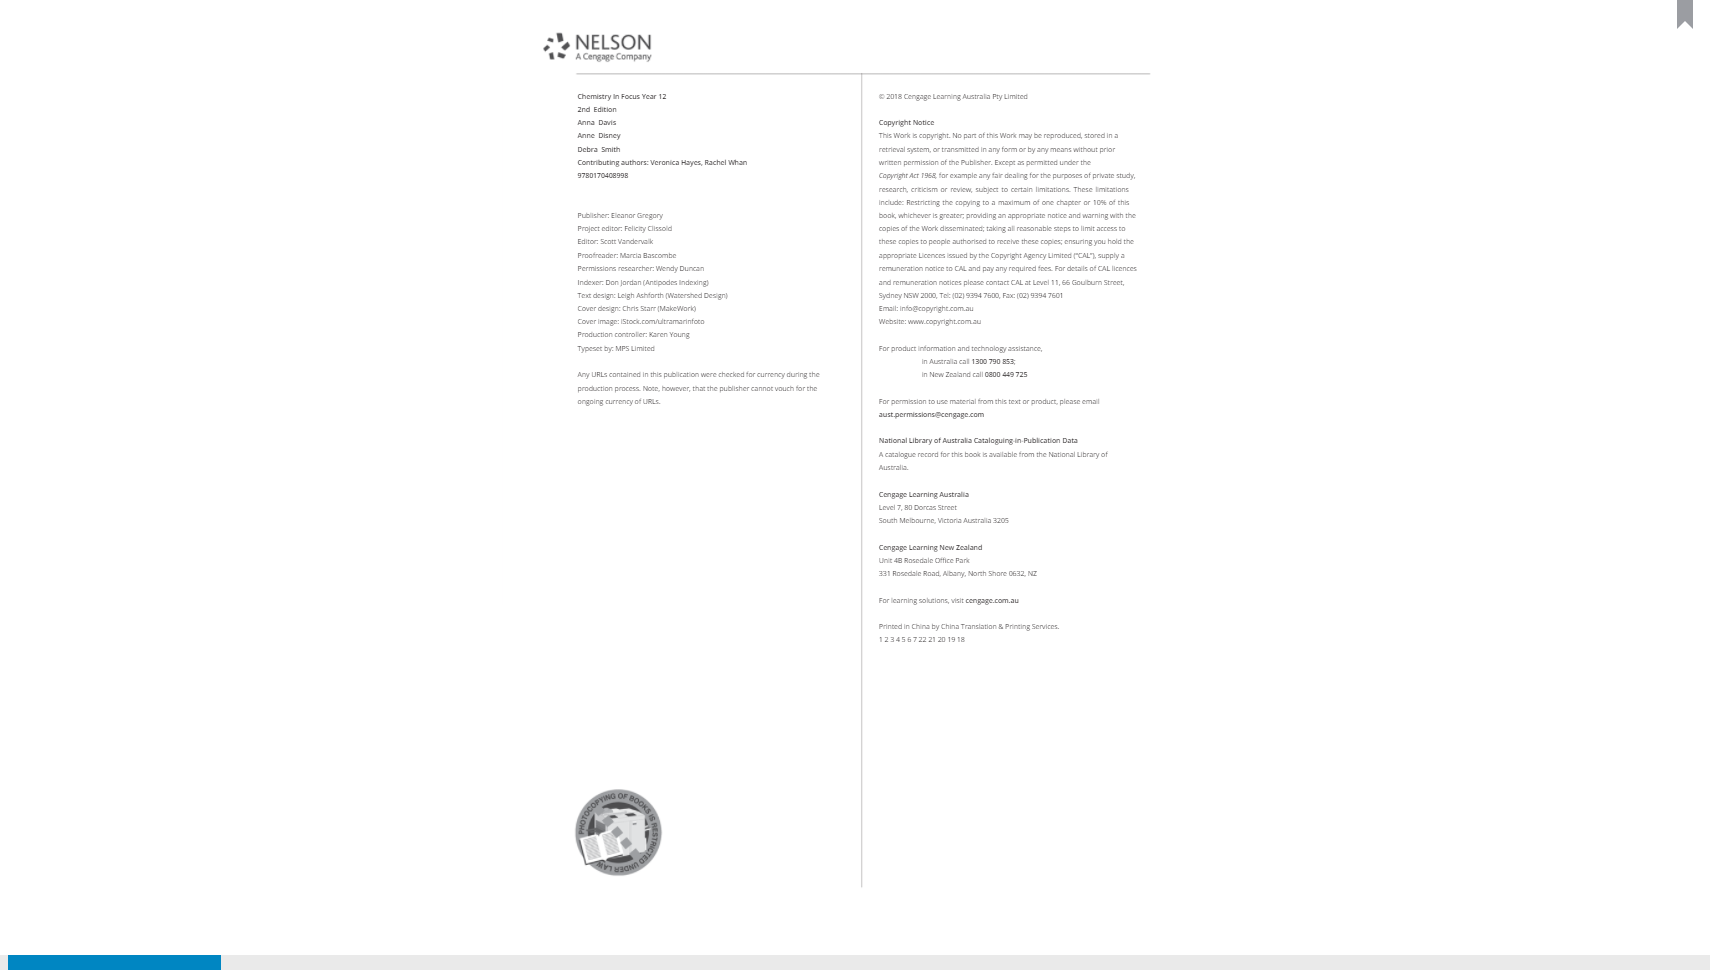 NELSON
A Cengage Company
Chemistry in Focus Year 12
2nd Edition
Anna Davis
Anne Disney
Debra Smith
Contributing authors: Veronica Hayes, Rachel Whan
9780170408998
Publisher: Eleanor Gregory
Project editor: Felicity Clissold
Editor: Scott Vandervalk
Proofreader: Marcia Bascombe
Permissions researcher: Wendy Duncan
Indexer: Don Jordan (Antipodes Indexing)
Text design: Leigh Ashforth (Watershed Design)
Cover design: Chris Starr (MakeWork)
Cover image: iStock.com/ultramarinfoto
Production controller: Karen Young
Typeset by: MPS Limited
Any URLs contained in this publication were checked for currency during the
production process. Note, however, that the publisher cannot vouch for the
ongoing currency of URLs.
PHOTOCOPYING OF BOOKS IS RESTRICTED UNDER LAW
© 2018 Cengage Learning Australia Pty Limited
Copyright Notice
This Work is copyright. No part of this Work may be reproduced, stored in a
retrieval system, or transmitted in any form or by any means without prior
written permission of the Publisher. Except as permitted under the
Copyright Act 1968, for example any fair dealing for the purposes of private study,
research, criticism or review, subject to certain limitations. These limitations
include: Restricting the copying to a maximum of one chapter or 10% of this
book, whichever is greater; providing an appropriate notice and warning with the
copies of the Work disseminated; taking all reasonable steps to limit access to
these copies to people authorised to receive these copies; ensuring you hold the
appropriate Licences issued by the Copyright Agency Limited ("CAL"), supply a
remuneration notice to CAL and pay any required fees. For details of CAL licences
and remuneration notices please contact CAL at Level 11, 66 Goulburn Street,
Sydney NSW 2000, Tel: (02) 9394 7600, Fax: (02) 9394 7601
Email: info@copyright.com.au
Website: www.copyright.com.au
For product information and technology assistance,
in Australia call 1300 790 853;
in New Zealand call 0800 449 725
For permission to use material from this text or product, please email
aust.permissions@cengage.com
National Library of Australia Cataloguing-in-Publication Data
A catalogue record for this book is available from the National Library of
Australia.
Cengage Learning Australia
Level 7, 80 Dorcas Street
South Melbourne, Victoria Australia 3205
Cengage Learning New Zealand
Unit 4B Rosedale Office Park
331 Rosedale Road, Albany, North Shore 0632, NZ
For learning solutions, visit cengage.com.au
Printed in China by China Translation & Printing Services.
1 2 3 4 5 6 7 22 21 20 19 18